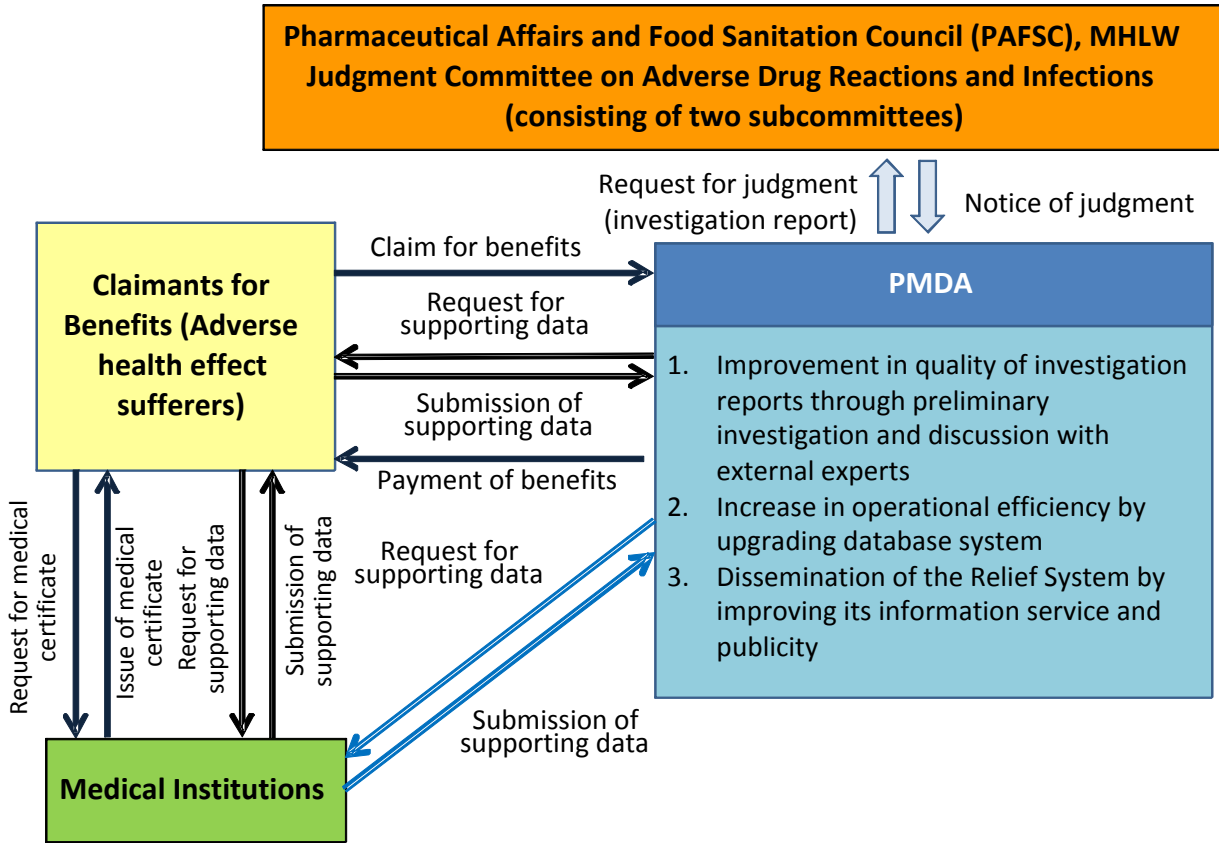 Pharmaceutical Affairs and Food Sanitation Council (PAFSC), MHLW
Judgment Committee on Adverse Drug Reactions and Infections
(consisting of two subcommittees)
Request for judgment
(investigation report)
Notice of judgment
Claimants for
Benefits (Adverse
health effect
sufferers)
Claim for benefits
Request for
supporting data
Submission of
supporting data
Payment of benefits
PMDA
1. Improvement in quality of investigation
reports through preliminary
investigation and discussion with
external experts
2. Increase in operational efficiency by
upgrading database system
3. Dissemination of the Relief System by
improving its information service and
publicity
Request for medical
certificate
Issue of medical
certificate
Request for
supporting data
Submission of
supporting data
Request for
supporting data
Submission of
supporting data
Medical Institutions